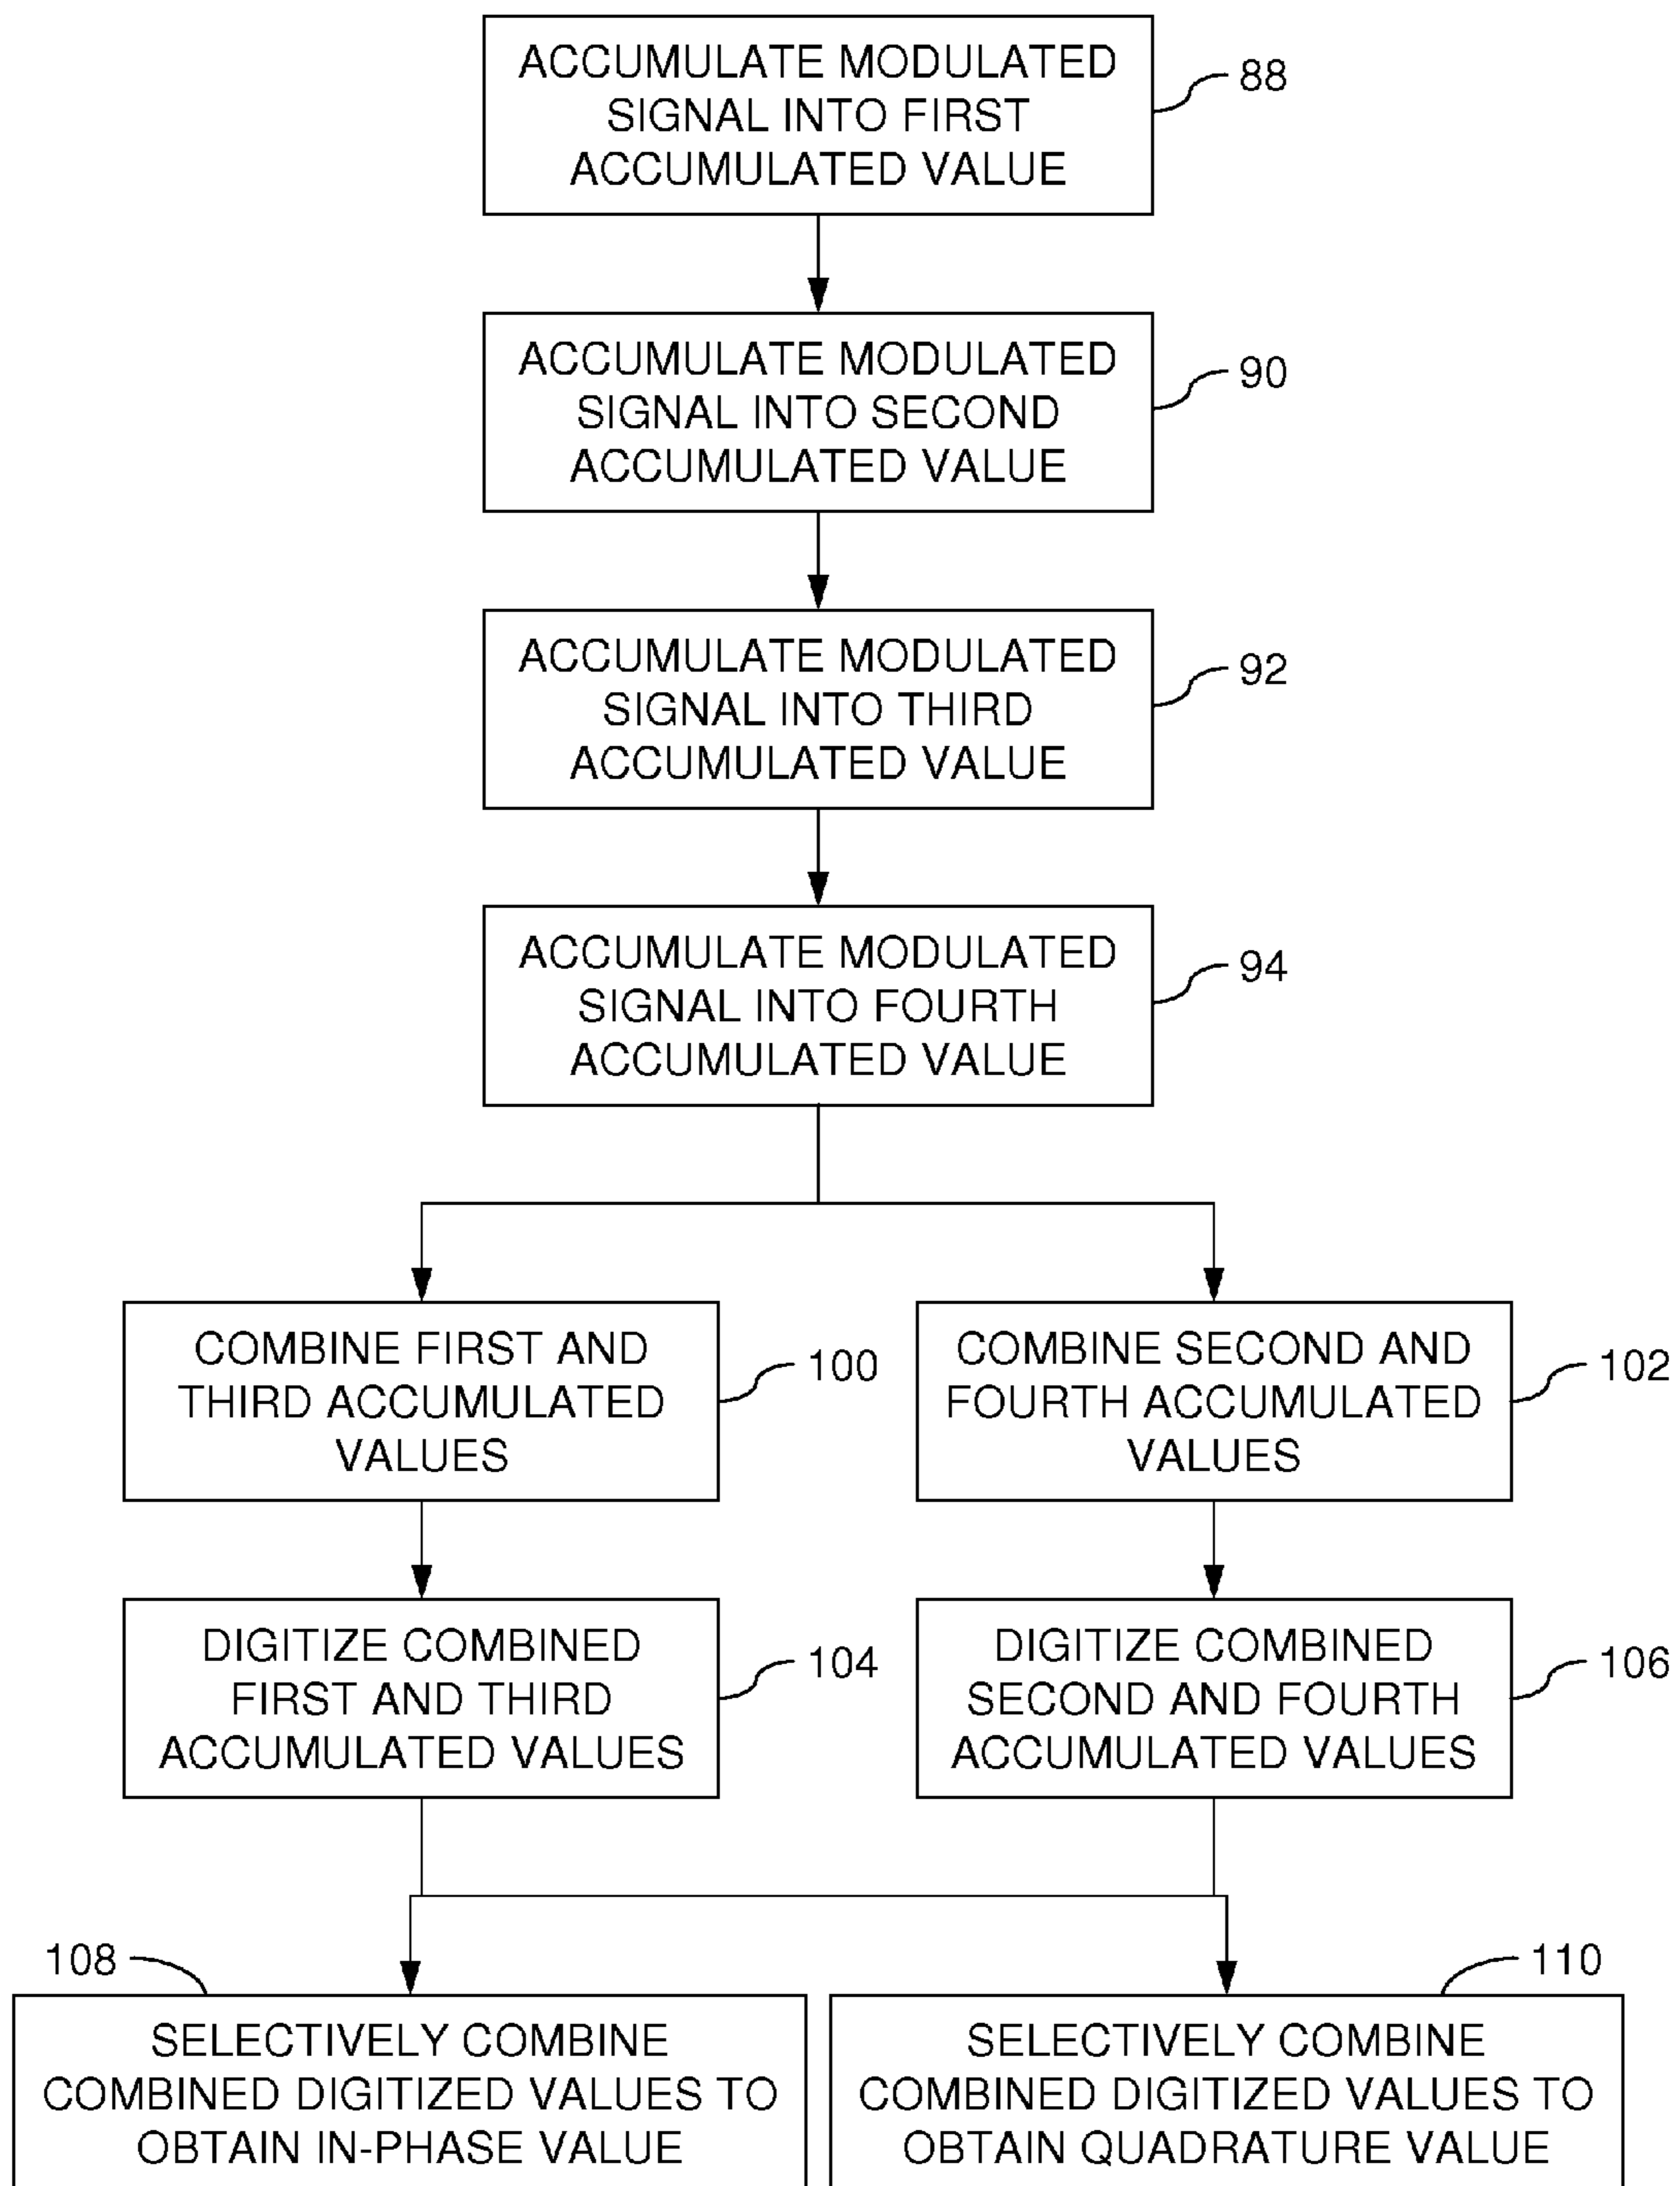 ACCUMULATE MODULATED
SIGNAL INTO FIRST
ACCUMULATED VALUE
88
ACCUMULATE MODULATED
SIGNAL INTO SECOND
ACCUMULATED VALUE
90
ACCUMULATE MODULATED
SIGNAL INTO THIRD
ACCUMULATED VALUE
92
ACCUMULATE MODULATED
SIGNAL INTO FOURTH
ACCUMULATED VALUE
94
COMBINE FIRST AND
THIRD ACCUMULATED
VALUES
100
COMBINE SECOND AND
FOURTH ACCUMULATED
VALUES
102
DIGITIZE COMBINED
FIRST AND THIRD
ACCUMULATED VALUES
104
DIGITIZE COMBINED
SECOND AND FOURTH
ACCUMULATED VALUES
106
108
SELECTIVELY COMBINE
COMBINED DIGITIZED VALUES TO
OBTAIN IN-PHASE VALUE
110
SELECTIVELY COMBINE
COMBINED DIGITIZED VALUES TO
OBTAIN QUADRATURE VALUE